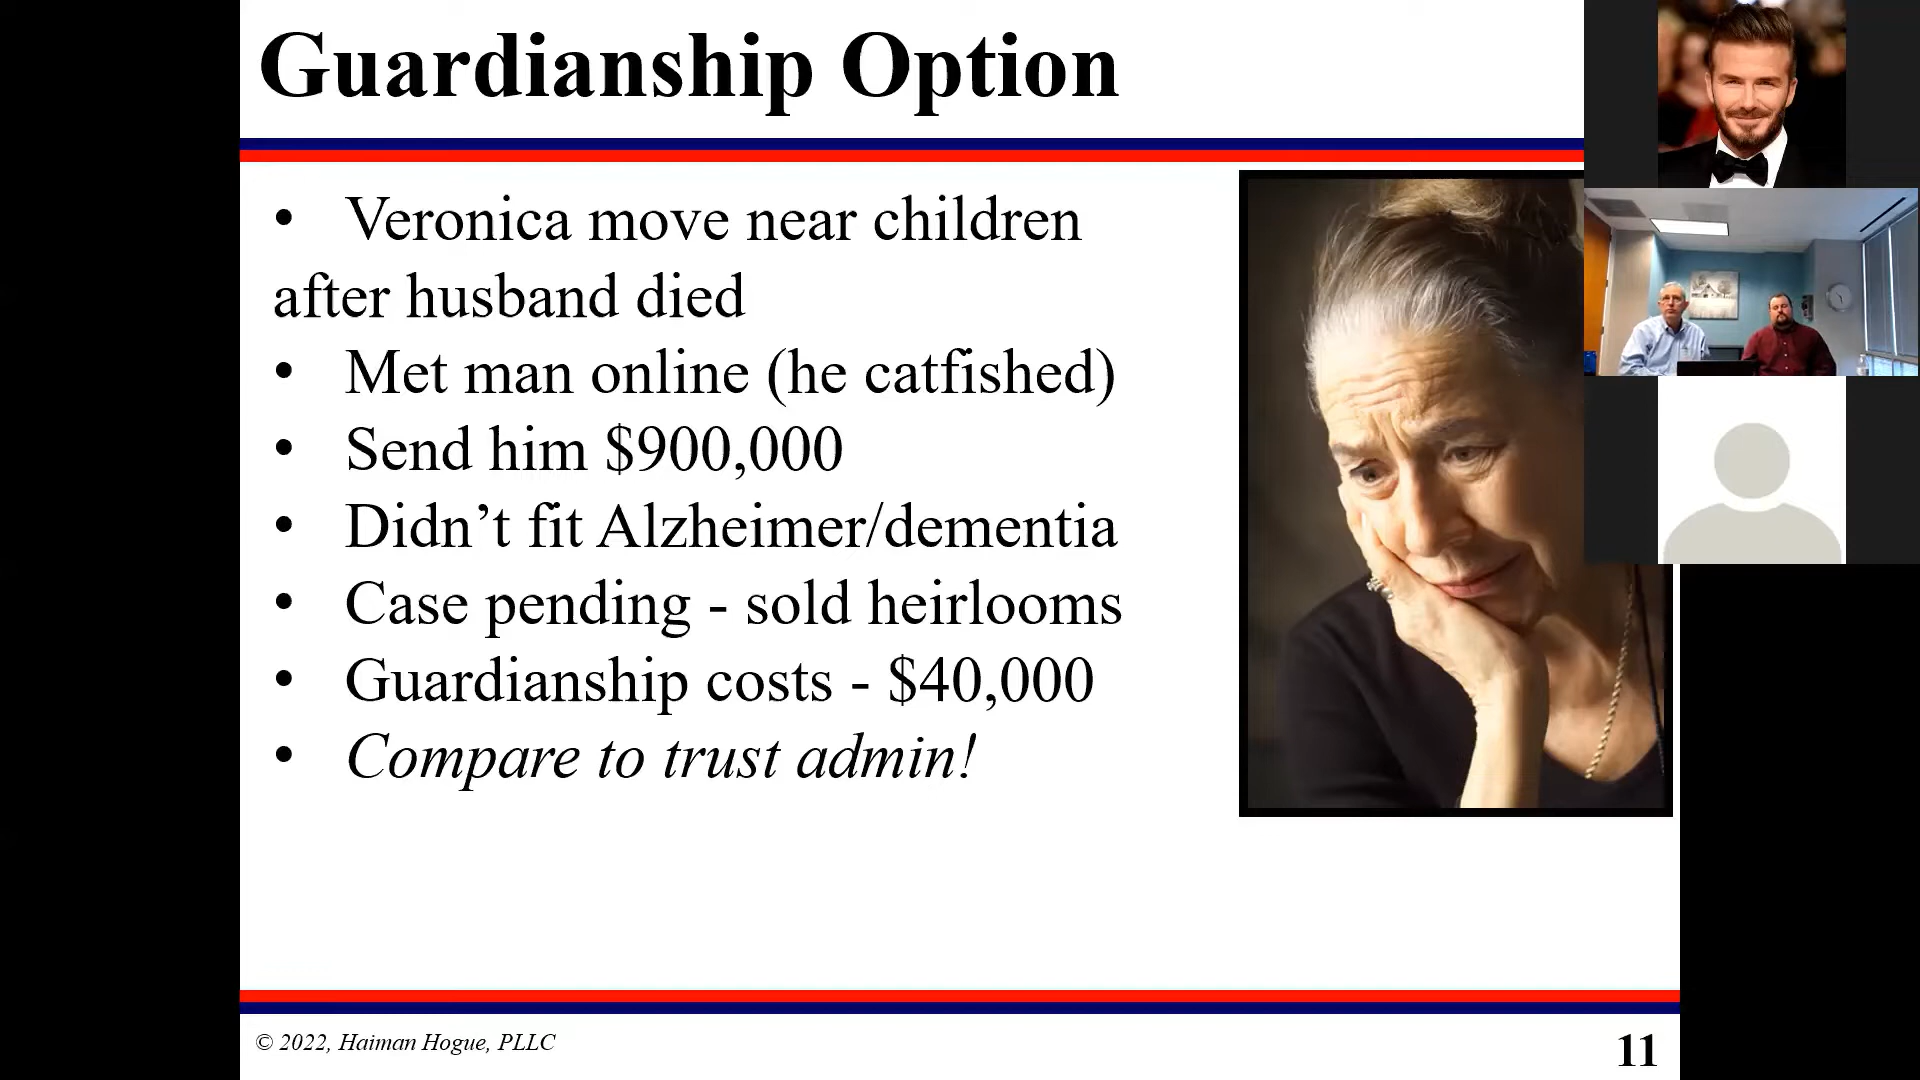 Guardianship Option
• Veronica move near children
after husband died
• Met man online (he catfished)
• Send him $900,000
• Didn’t fit Alzheimer/dementia
• Case pending - sold heirlooms
• Guardianship costs - $40,000
• Compare to trust admin!
© 2022, Haiman Hogue, PLLC
11